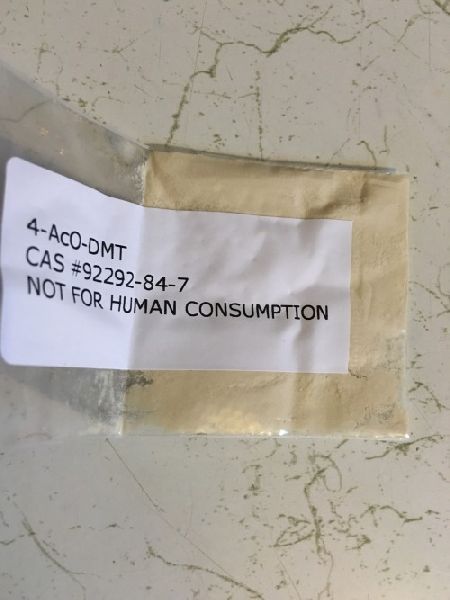 4-AcO-DMT
CAS #92292-84-7
NOT FOR HUMAN CONSUMPTION